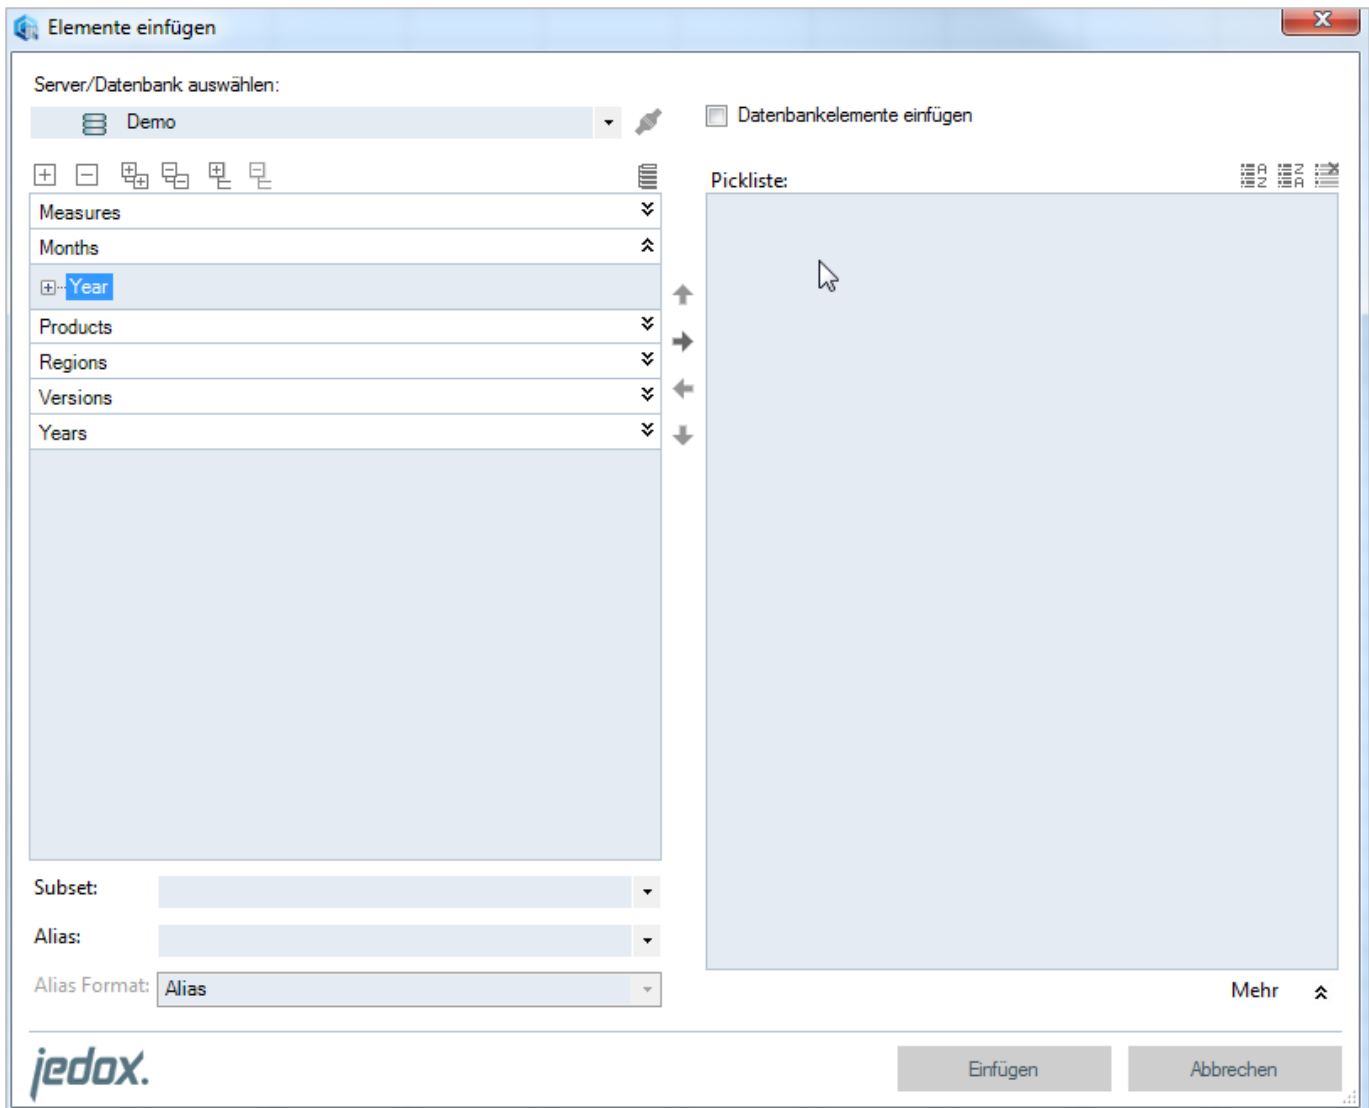 Elemente einfügen
Server/Datenbank auswählen:
Demo
Datenbankelemente einfügen
Pickliste:
Measures
Months
Year
Products
Regions
Versions
Years
Subset:
Alias:
Alias Format: Alias
Mehr
jedox.
Einfügen Abbrechen